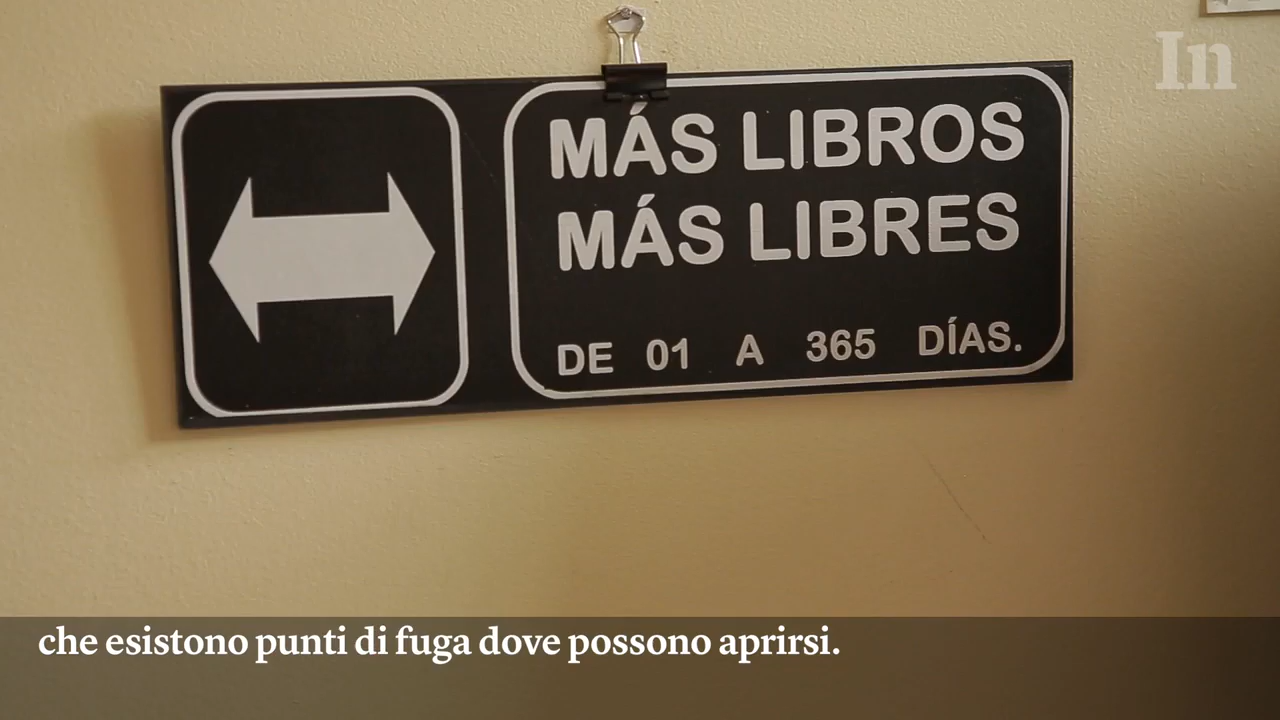 In
MÁS LIBROS
MÁS LIBRES
DE 01 A 365 DÍAS.
che esistono punti di fuga dove possono aprirsi.